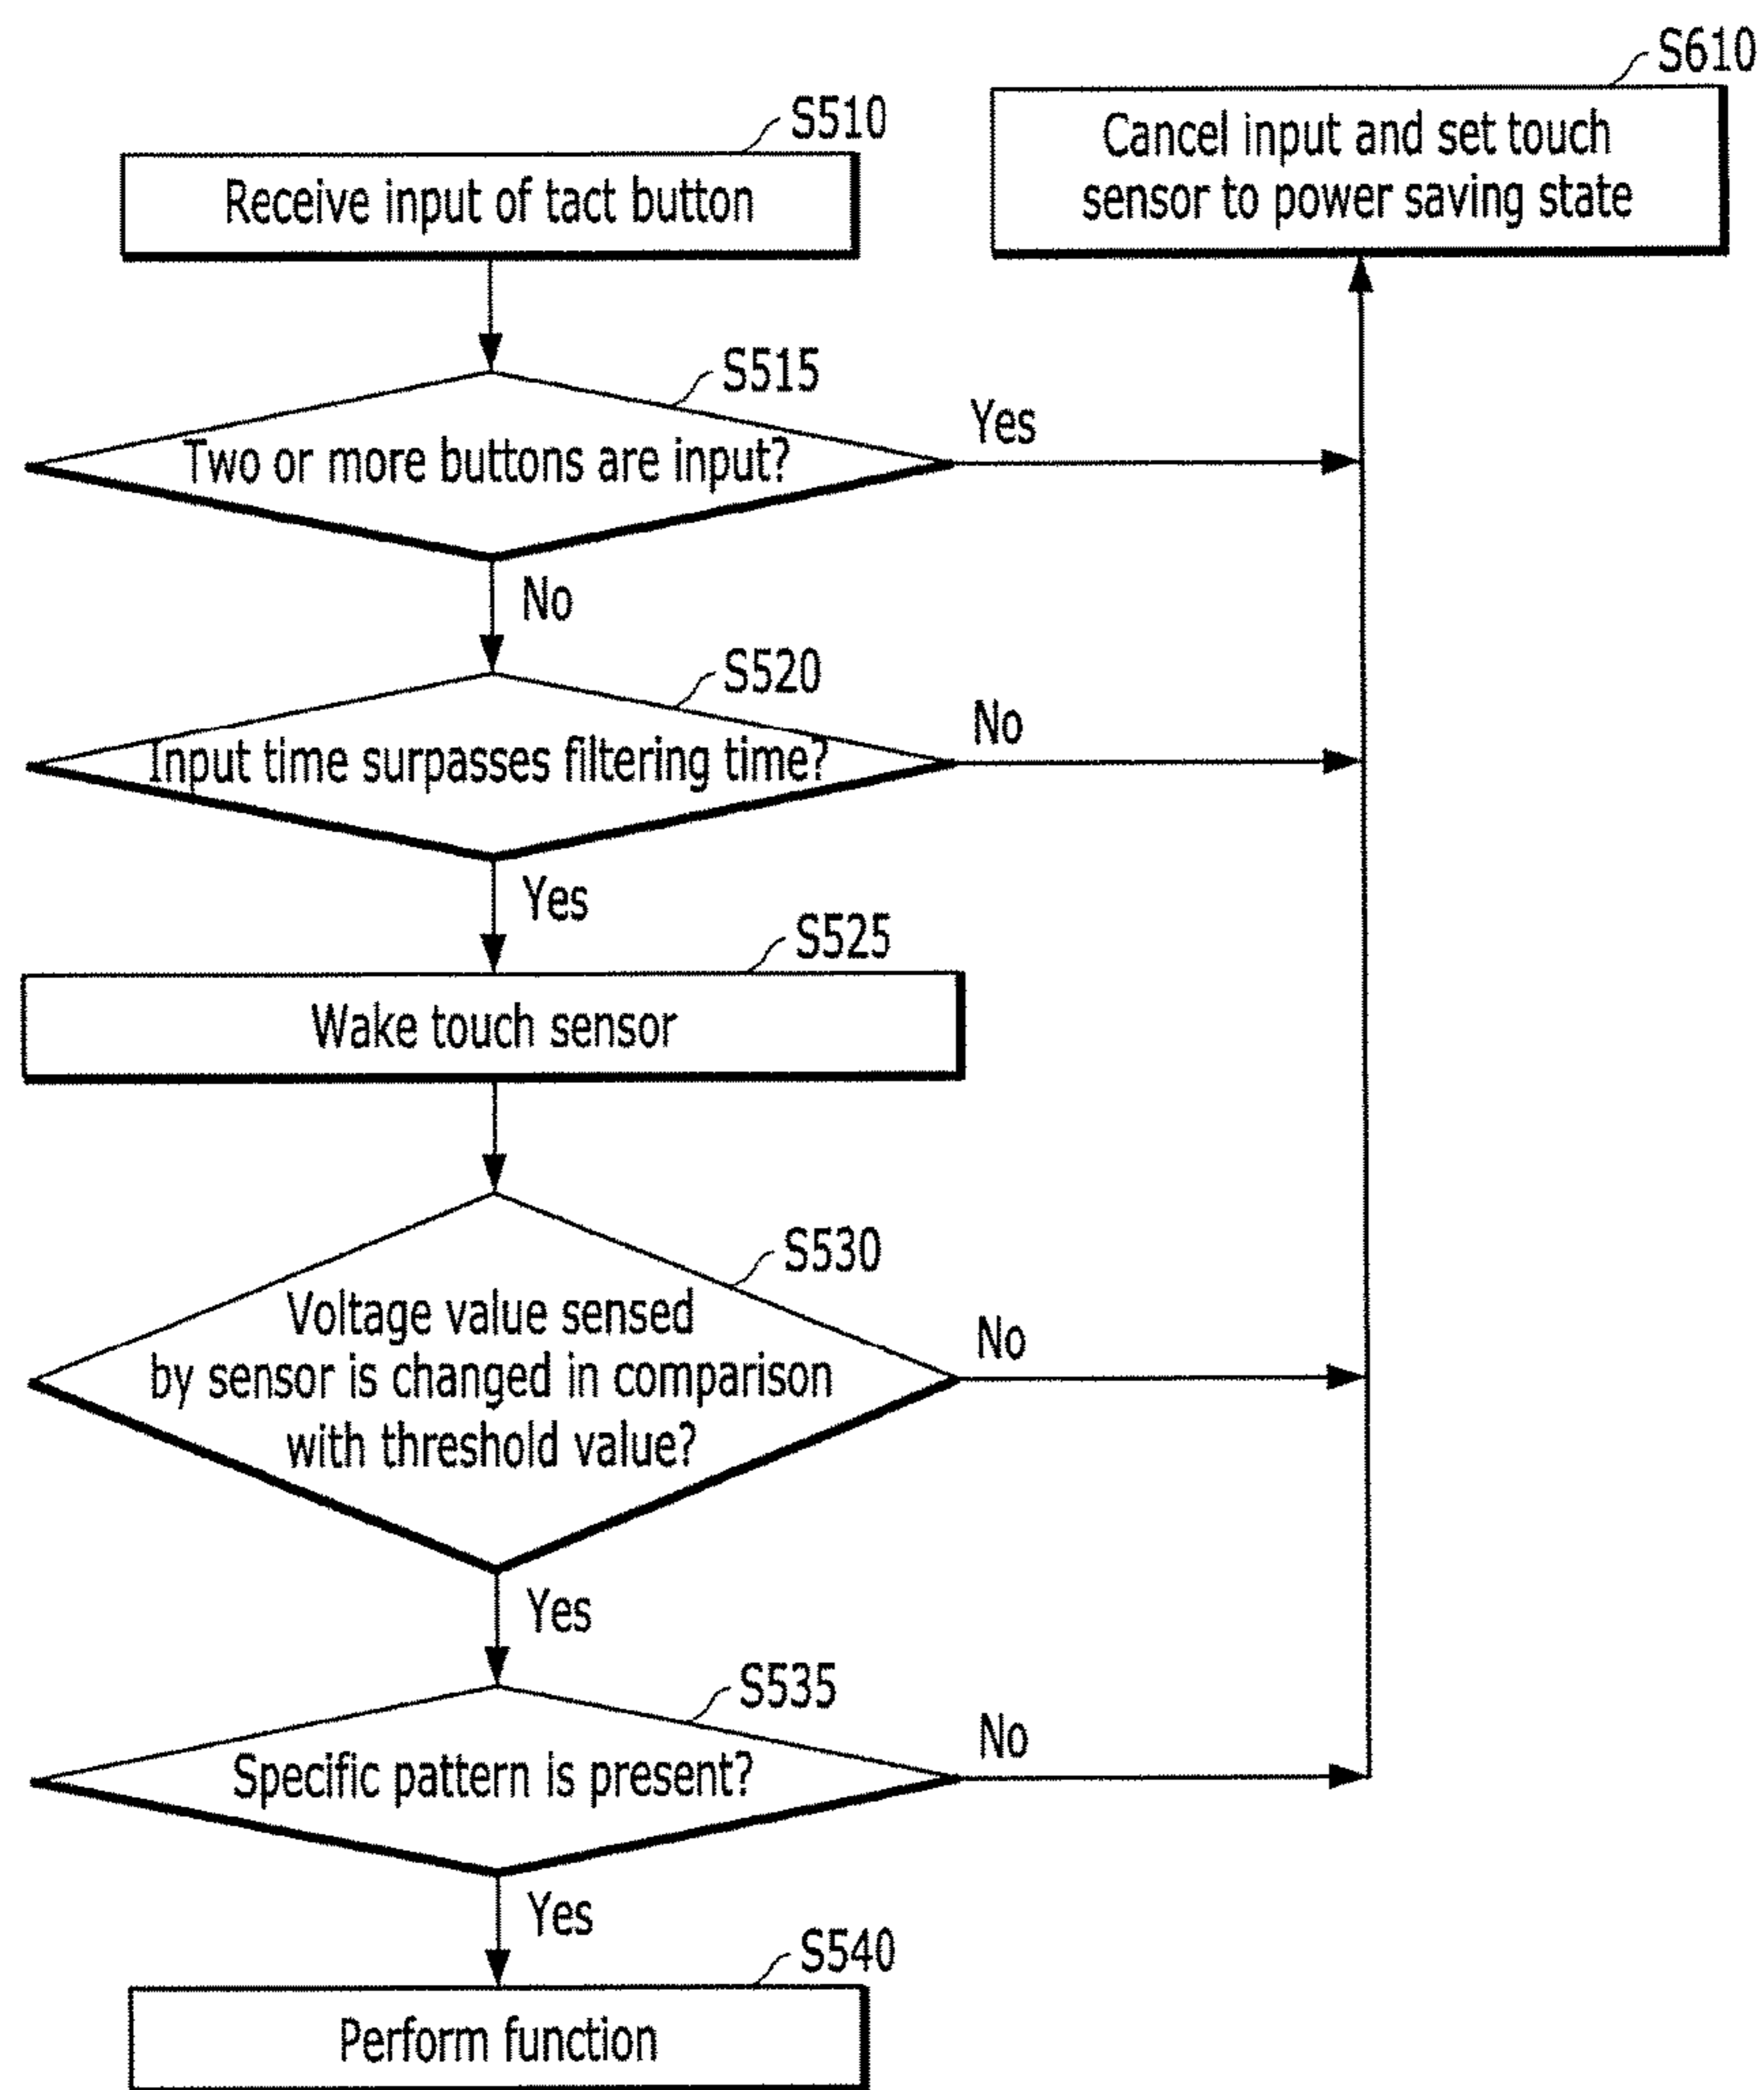 S610
Cancel input and set touch
sensor to power saving state
S510
Receive input of tact button
S515
Two or more buttons are input?
Yes
No
S520
Input time surpasses filtering time?
No
Yes
S525
Wake touch sensor
S530
Voltage value sensed
by sensor is changed in comparison
with threshold value?
No
Yes
S535
Specific pattern is present?
No
Yes
S540
Perform function